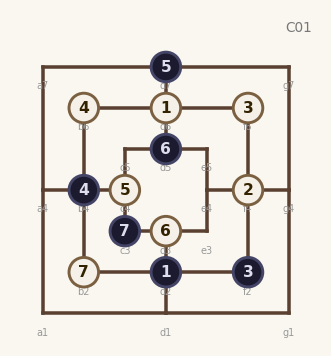 C01
5
a7 d7 g7
4 1 3
b6 d6 f6
6
c5 d5 e5
4 5 2
a4 b4 c4 e4 f4 g4
7 6
c3 d3 e3
7 1 3
b2 d2 f2
a1 d1 g1